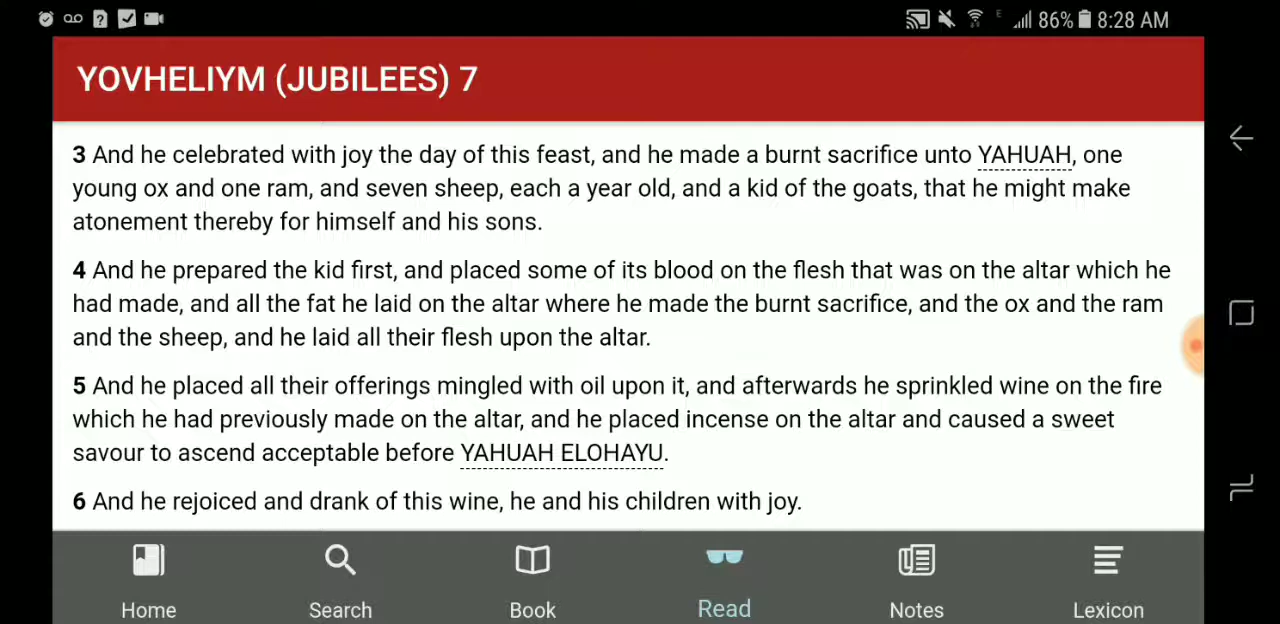 86% 8:28 AM
YOVHELIYM (JUBILEES) 7
3 And he celebrated with joy the day of this feast, and he made a burnt sacrifice unto YAHUAH, one
young ox and one ram, and seven sheep, each a year old, and a kid of the goats, that he might make
atonement thereby for himself and his sons.
4 And he prepared the kid first, and placed some of its blood on the flesh that was on the altar which he
had made, and all the fat he laid on the altar where he made the burnt sacrifice, and the ox and the ram
and the sheep, and he laid all their flesh upon the altar.
5 And he placed all their offerings mingled with oil upon it, and afterwards he sprinkled wine on the fire
which he had previously made on the altar, and he placed incense on the altar and caused a sweet
savour to ascend acceptable before YAHUAH ELOHAYU.
6 And he rejoiced and drank of this wine, he and his children with joy.
Home Search Book Read Notes Lexicon